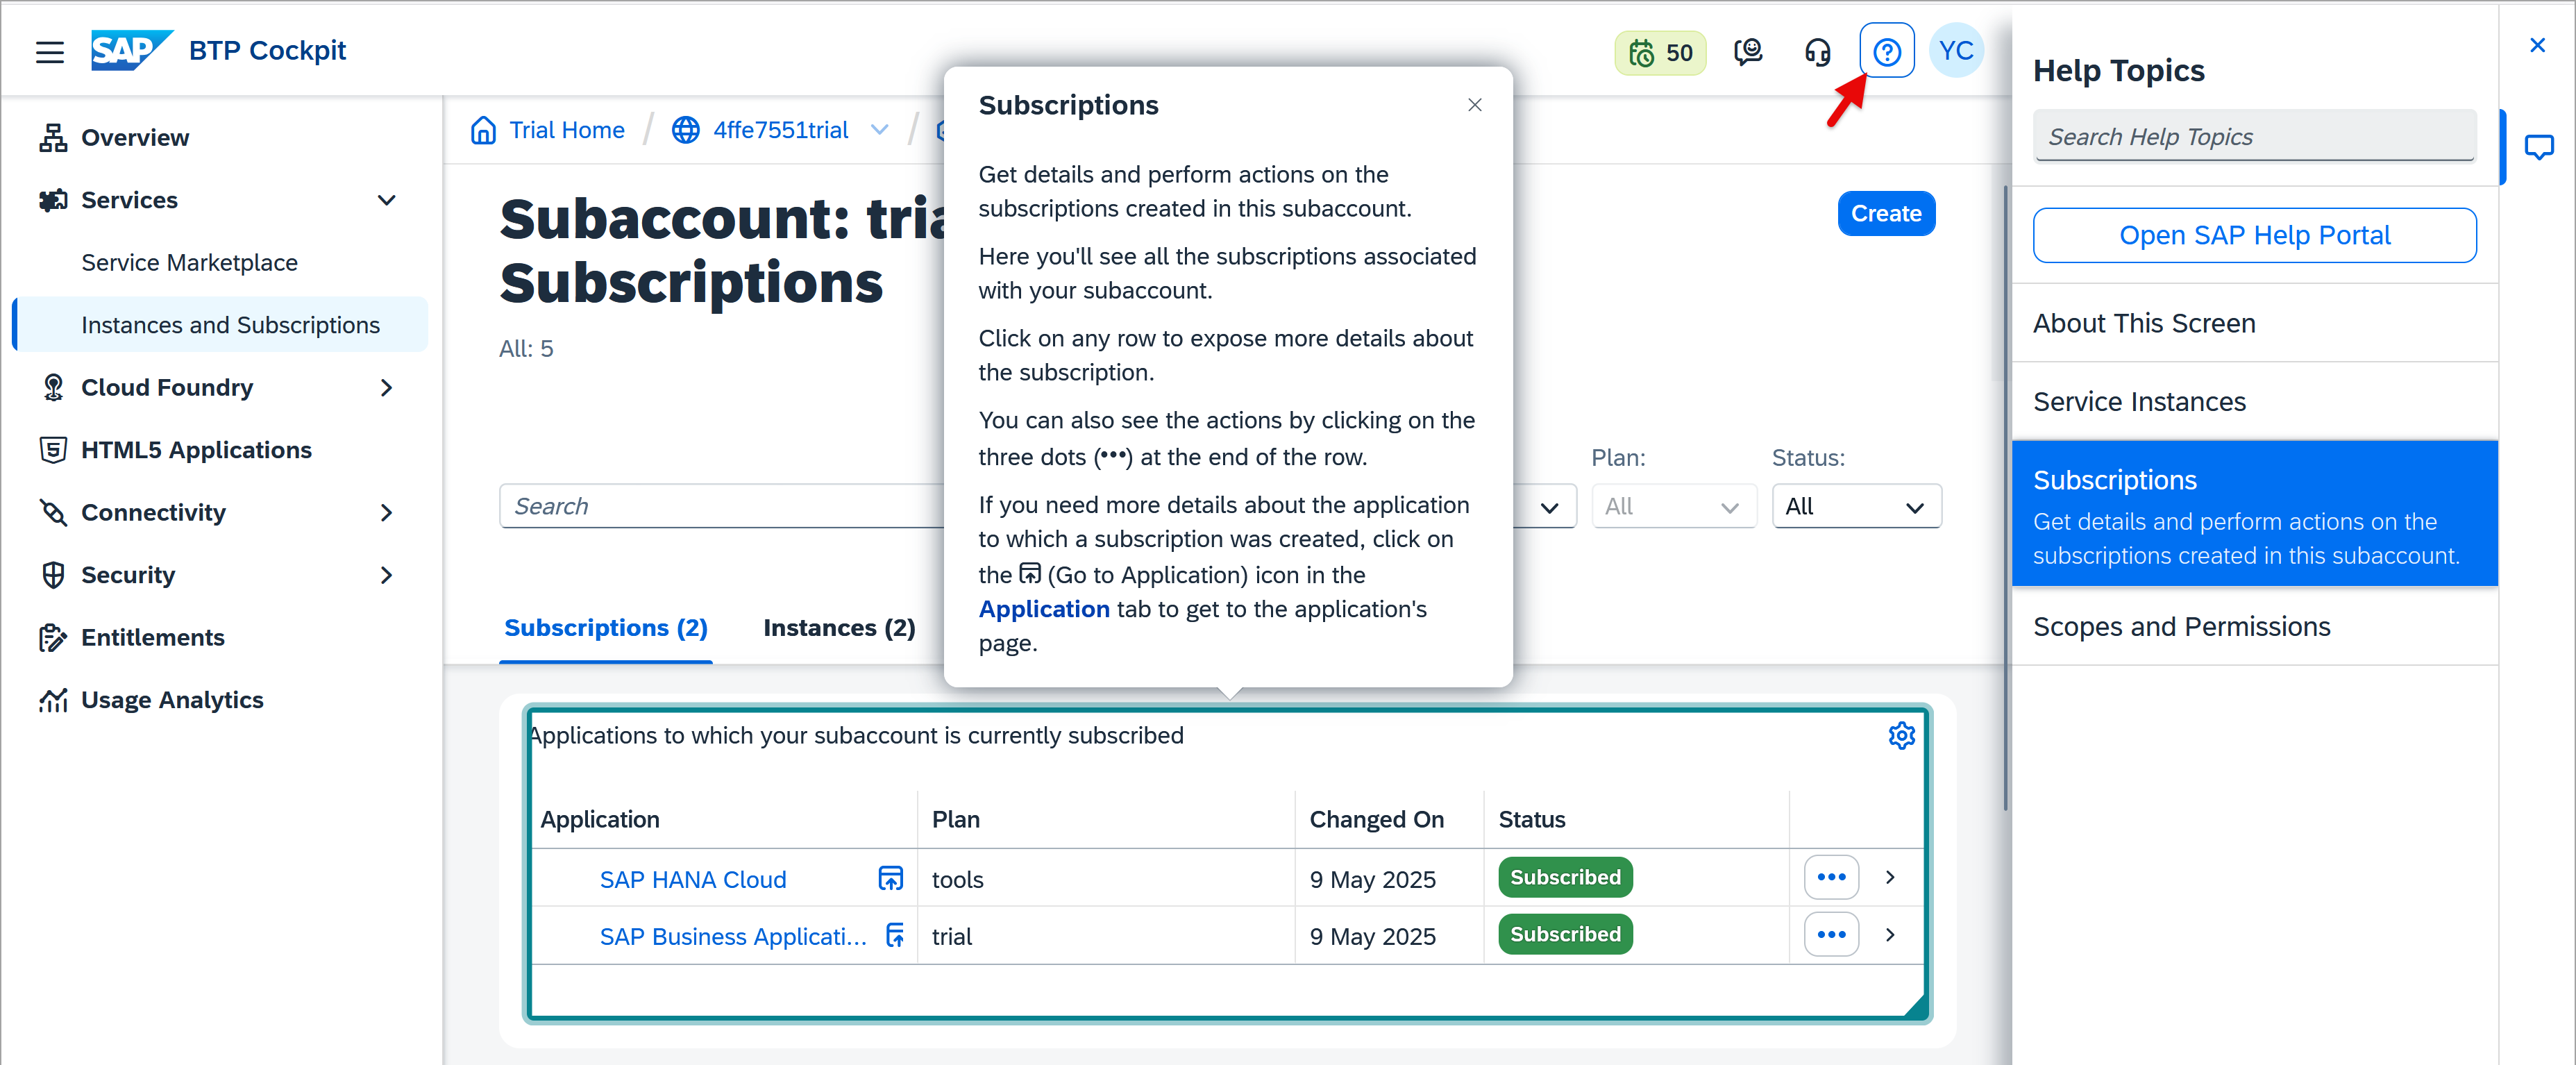 SAP BTP Cockpit
50
YC
Overview
Services
Service Marketplace
Instances and Subscriptions
Cloud Foundry
HTML5 Applications
Connectivity
Security
Entitlements
Usage Analytics
Trial Home / 4ffe7551trial /
Subaccount:
Subscriptions
All: 5
Create
Search
Plan:
All
Status:
All
Subscriptions (2)
Instances (2)
Subscriptions
Get details and perform actions on the
subscriptions created in this subaccount.
Here you'll see all the subscriptions associated
with your subaccount.
Click on any row to expose more details about
the subscription.
You can also see the actions by clicking on the
three dots (•••) at the end of the row.
If you need more details about the application
to which a subscription was created, click on
the (Go to Application) icon in the
Application tab to get to the application's
page.
Applications to which your subaccount is currently subscribed
Application Plan Changed On Status
SAP HANA Cloud tools 9 May 2025 Subscribed
SAP Business Applicati... trial 9 May 2025 Subscribed
Help Topics
Search Help Topics
Open SAP Help Portal
About This Screen
Service Instances
Subscriptions
Get details and perform actions on the
subscriptions created in this subaccount.
Scopes and Permissions